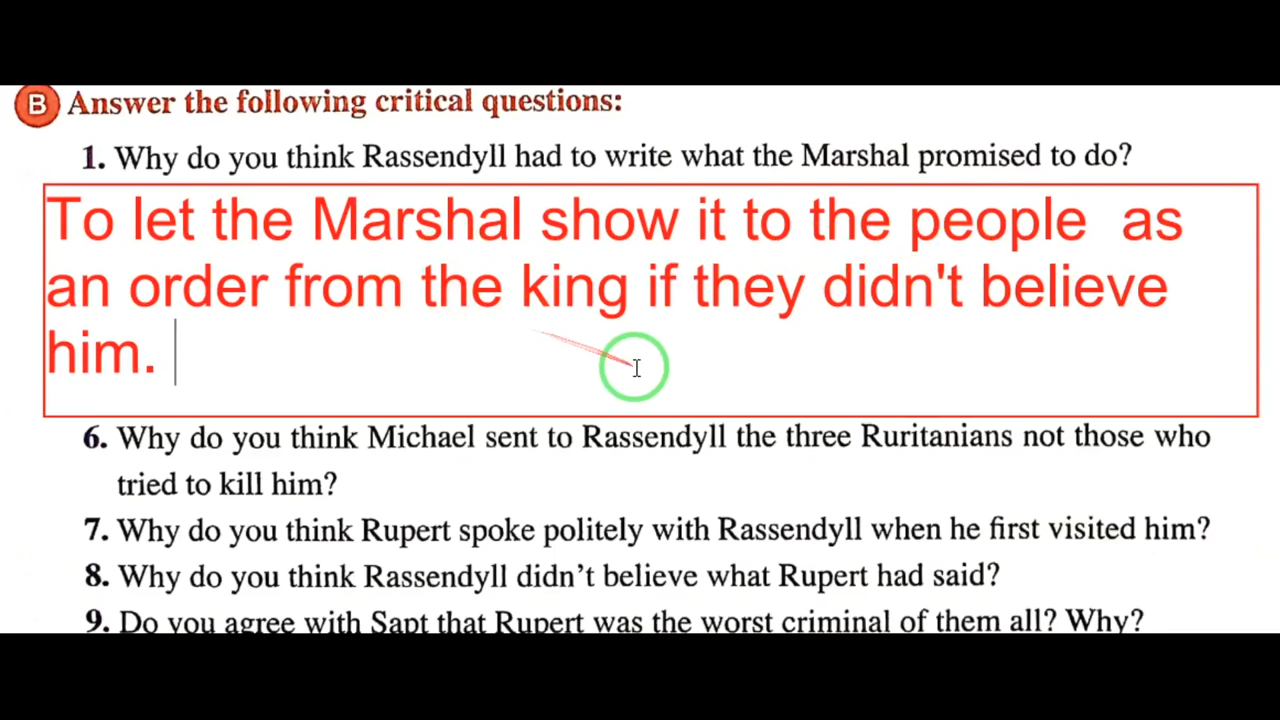 B Answer the following critical questions:
1. Why do you think Rassendyll had to write what the Marshal promised to do?
To let the Marshal show it to the people as
an order from the king if they didn't believe
him.
6. Why do you think Michael sent to Rassendyll the three Ruritanians not those who
tried to kill him?
7. Why do you think Rupert spoke politely with Rassendyll when he first visited him?
8. Why do you think Rassendyll didn’t believe what Rupert had said?
9. Do you agree with Sapt that Rupert was the worst criminal of them all? Why?